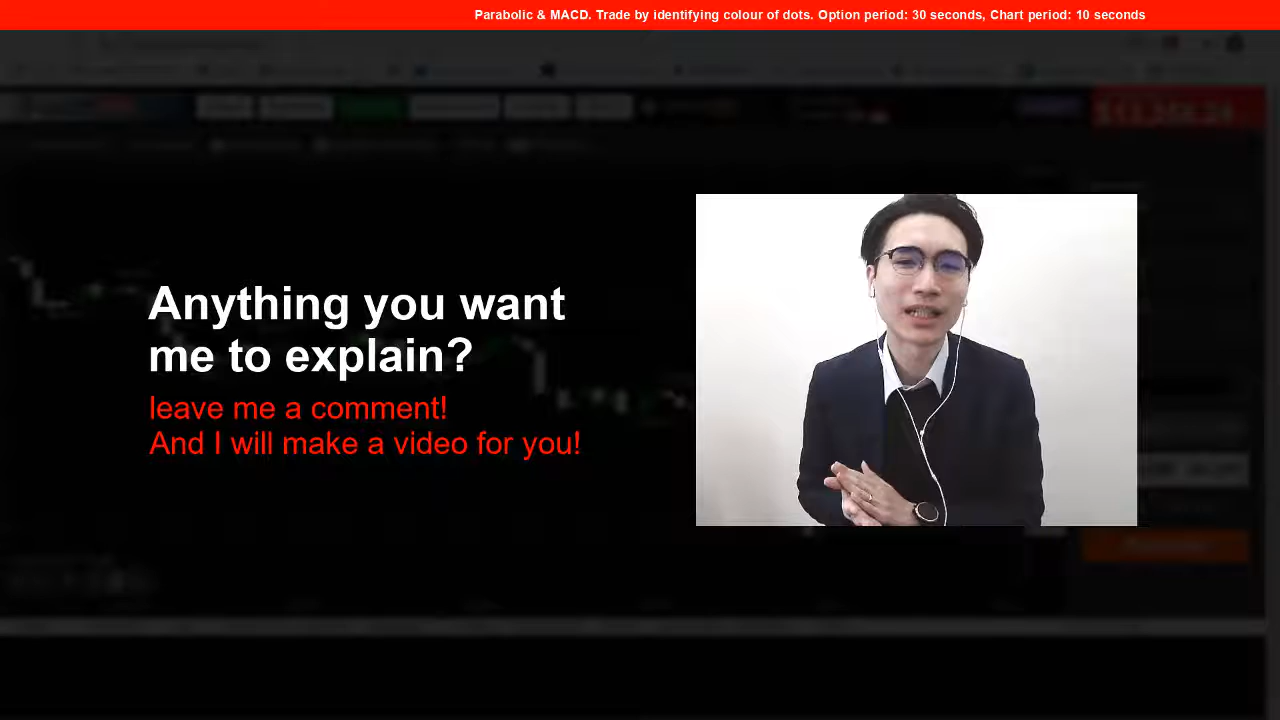 Parabolic & MACD. Trade by identifying colour of dots. Option period: 30 seconds, Chart period: 10 seconds
Anything you want
me to explain?
leave me a comment!
And I will make a video for you!